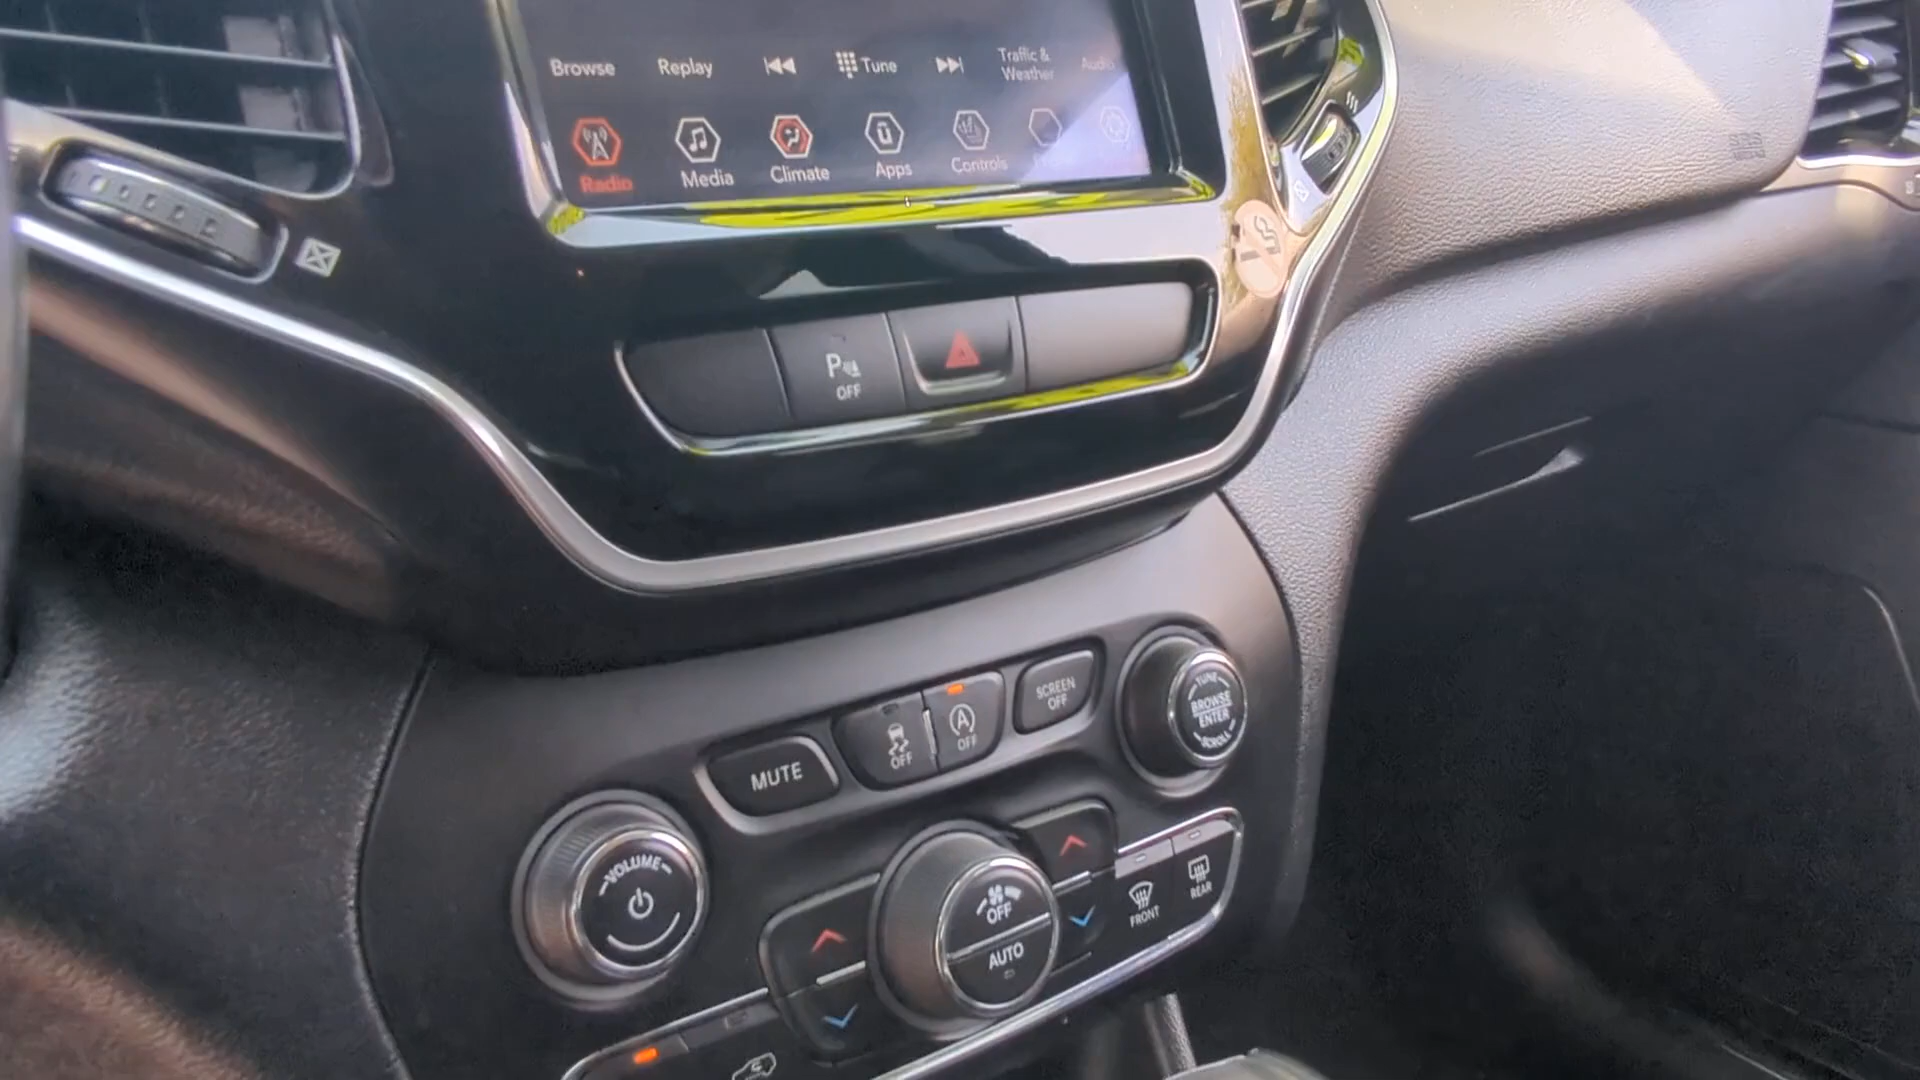 Browse Replay Tune Traffic & Weather Audio
Radio Media Climate Apps Controls
P OFF
MUTE
OFF
A OFF
SCREEN OFF
TUNE
BROWSE
ENTER
SCROLL
VOLUME
OFF
AUTO
FRONT
REAR